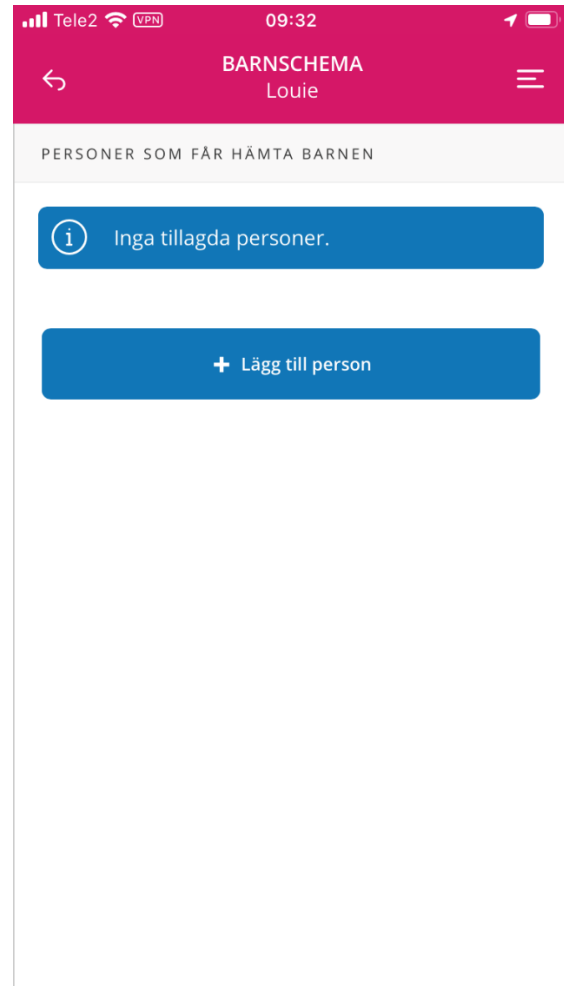 Tele2 VPN 09:32
BARNSCHEMA
Louie
PERSONER SOM FÅR HÄMTA BARNEN
i Inga tillagda personer.
+ Lägg till person